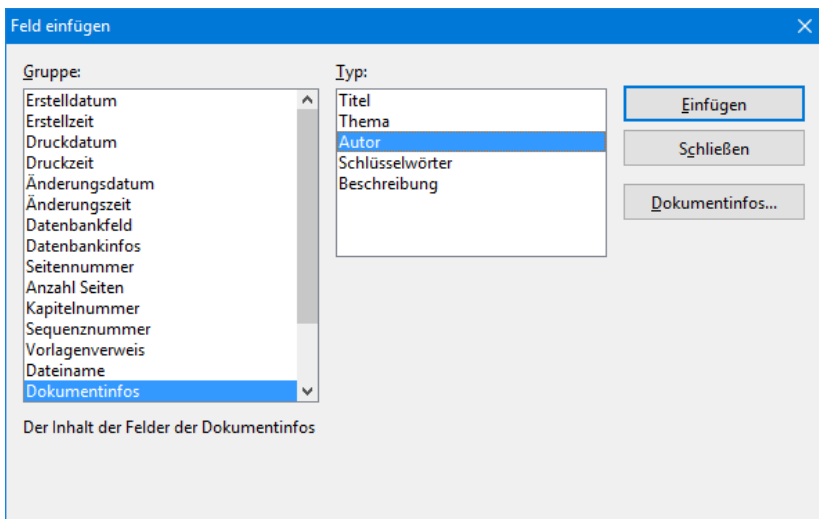 Feld einfügen
Gruppe:
Erstelldatum
Erstellzeit
Druckdatum
Druckzeit
Änderungsdatum
Änderungszeit
Datenbankfeld
Datenbankinfos
Seitennummer
Anzahl Seiten
Kapitelnummer
Sequenznummer
Vorlagenverweis
Dateiname
Dokumentinfos
Der Inhalt der Felder der Dokumentinfos
Typ:
Titel
Thema
Autor
Schlüsselwörter
Beschreibung
Einfügen
Schließen
Dokumentinfos...